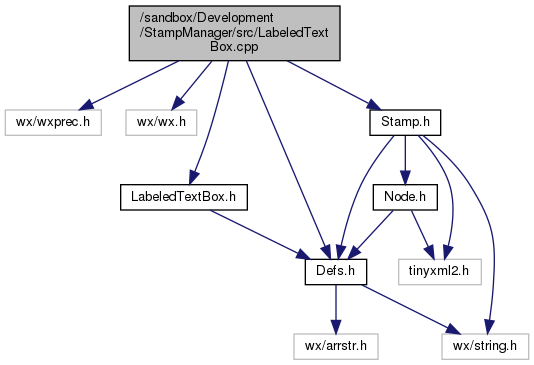 /sandbox/Development
/StampManager/src/LabeledText
Box.cpp
wx/wxprec.h
wx/wx.h
Stamp.h
LabeledTextBox.h
Node.h
Defs.h
tinyxml2.h
wx/arrstr.h
wx/string.h